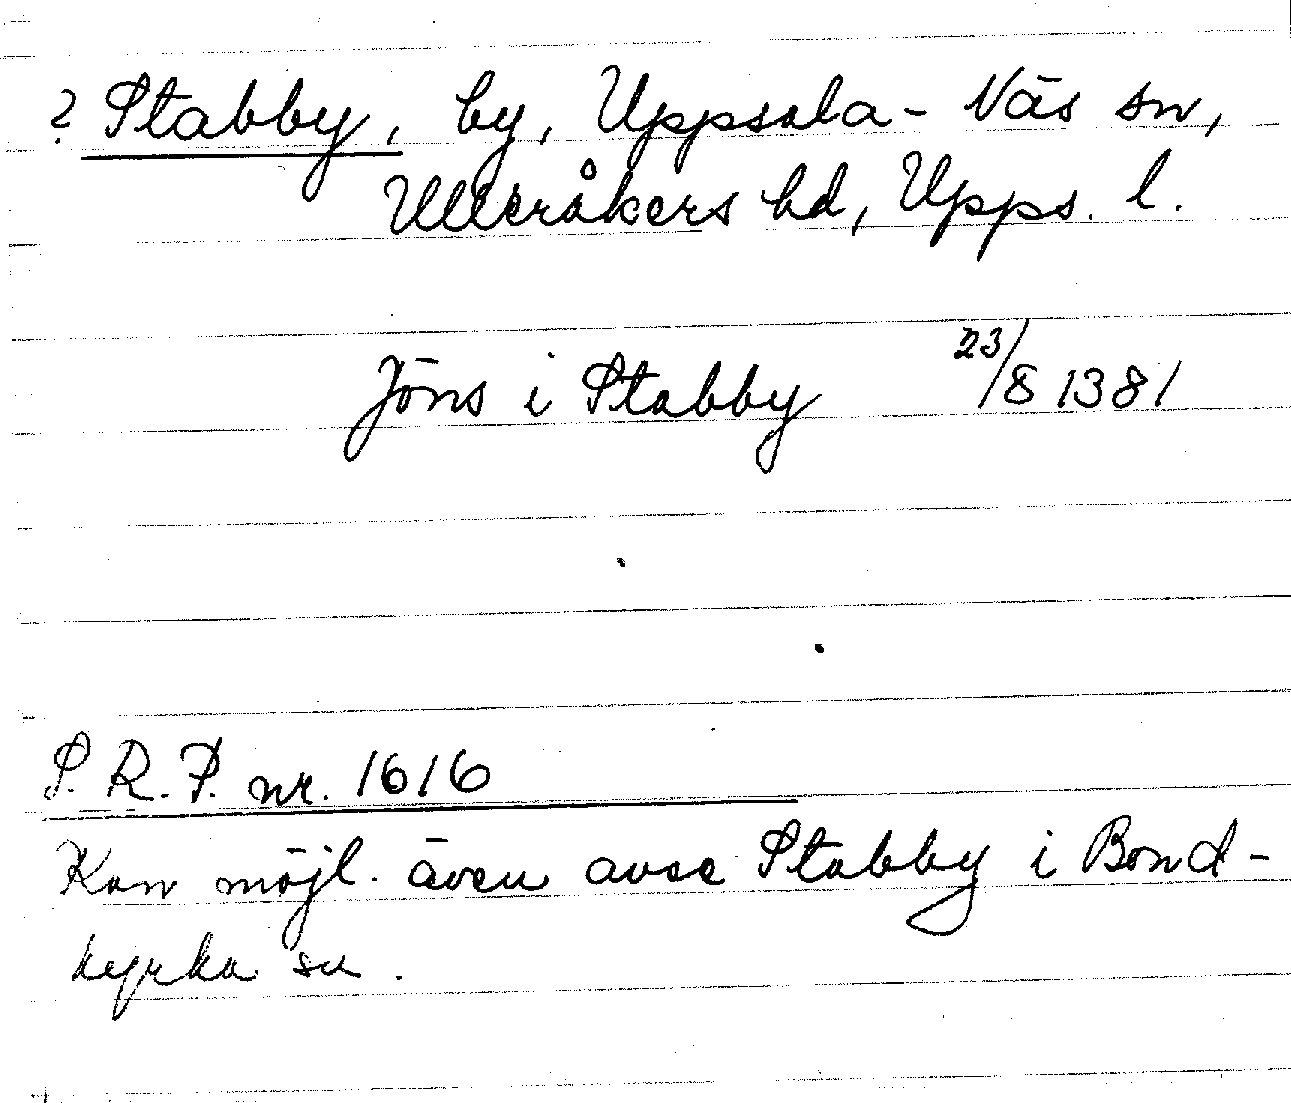 ? Stabby, by, Uppsala-Näs sn,
Ulleråkers hd, Upps. l.
Jöns i Stabby 23/8 1381
S. R. P. nr. 1616
Kan möjl. även avse Stabby i Bond-
kyrka sn.